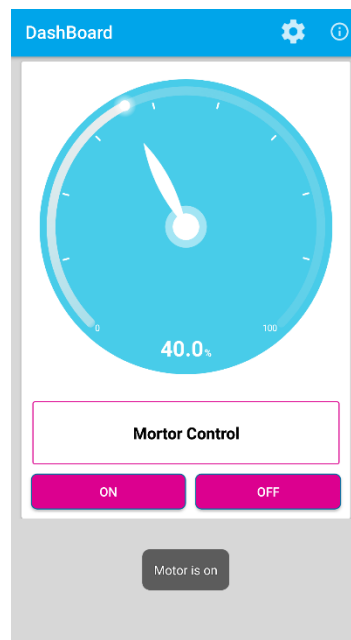 DashBoard
0
100
40.0%
Mortor Control
ON OFF
Motor is on